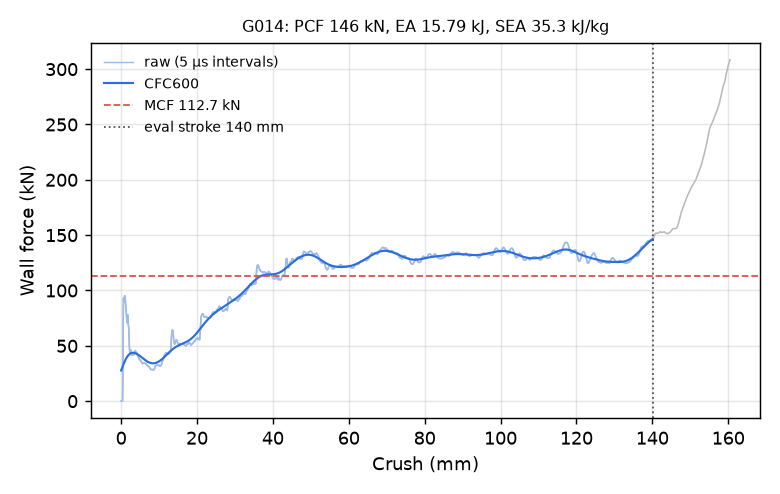 G014: PCF 146 kN, EA 15.79 kJ, SEA 35.3 kJ/kg
raw (5 µs intervals)
CFC600
MCF 112.7 kN
eval stroke 140 mm
Wall force (kN)
300
250
200
150
100
50
0
0 20 40 60 80 100 120 140 160
Crush (mm)